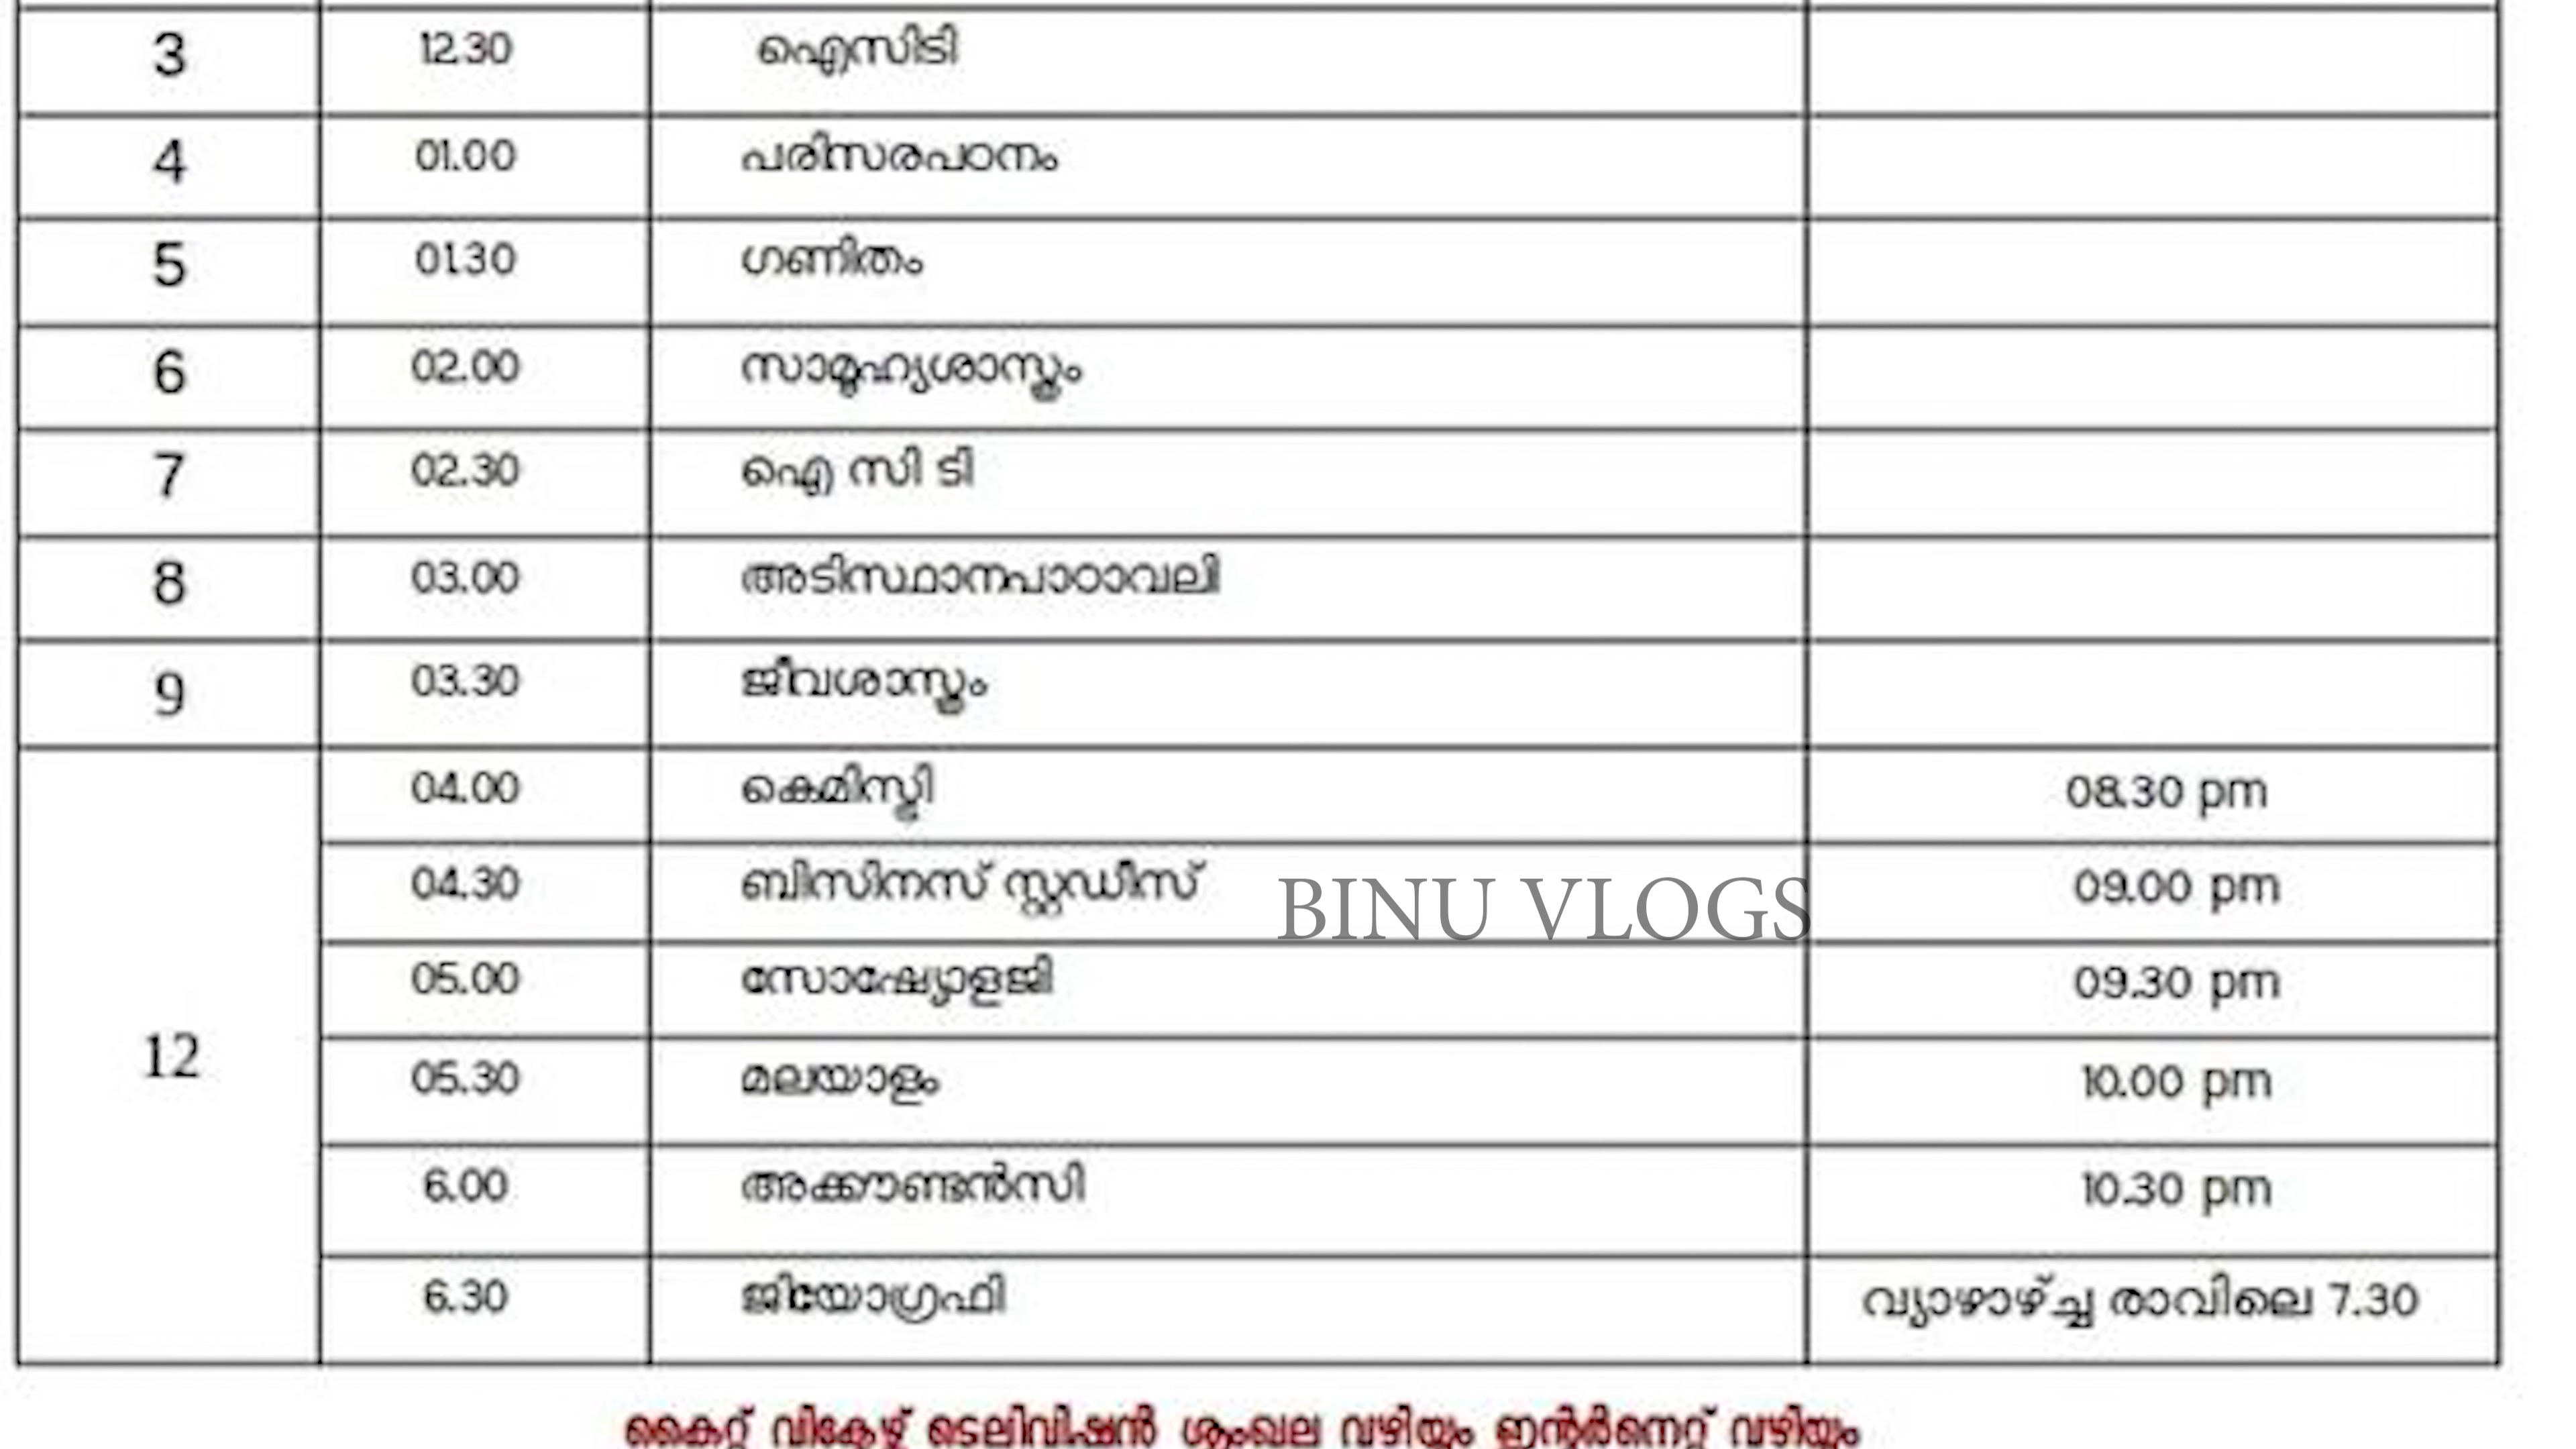 3 12.30 ഐസിടി
4 01.00 പരിസരപഠനം
5 01.30 ഗണിതം
6 02.00 സാമൂഹ്യശാസ്ത്രം
7 02.30 ഐ സി ടി
8 03.00 അടിസ്ഥാനപാഠാവലി
9 03.30 ജീവശാസ്ത്രം
04.00 കെമിസ്ട്രി 08.30 pm
04.30 ബിസിനസ് സ്റ്റഡീസ് 09.00 pm
BINU VLOGS
05.00 സോഷ്യോളജി 09.30 pm
12
05.30 മലയാളം 10.00 pm
6.00 അക്കൗണ്ടൻസി 10.30 pm
6.30 ജിയോഗ്രഫി വ്യാഴാഴ്ച്ച രാവിലെ 7.30
കൈറ്റ് വിക്ടേഴ്സ് ടെലിവിഷൻ ശൃംഖല വഴിയും ഇന്റർനെറ്റ് വഴിയും